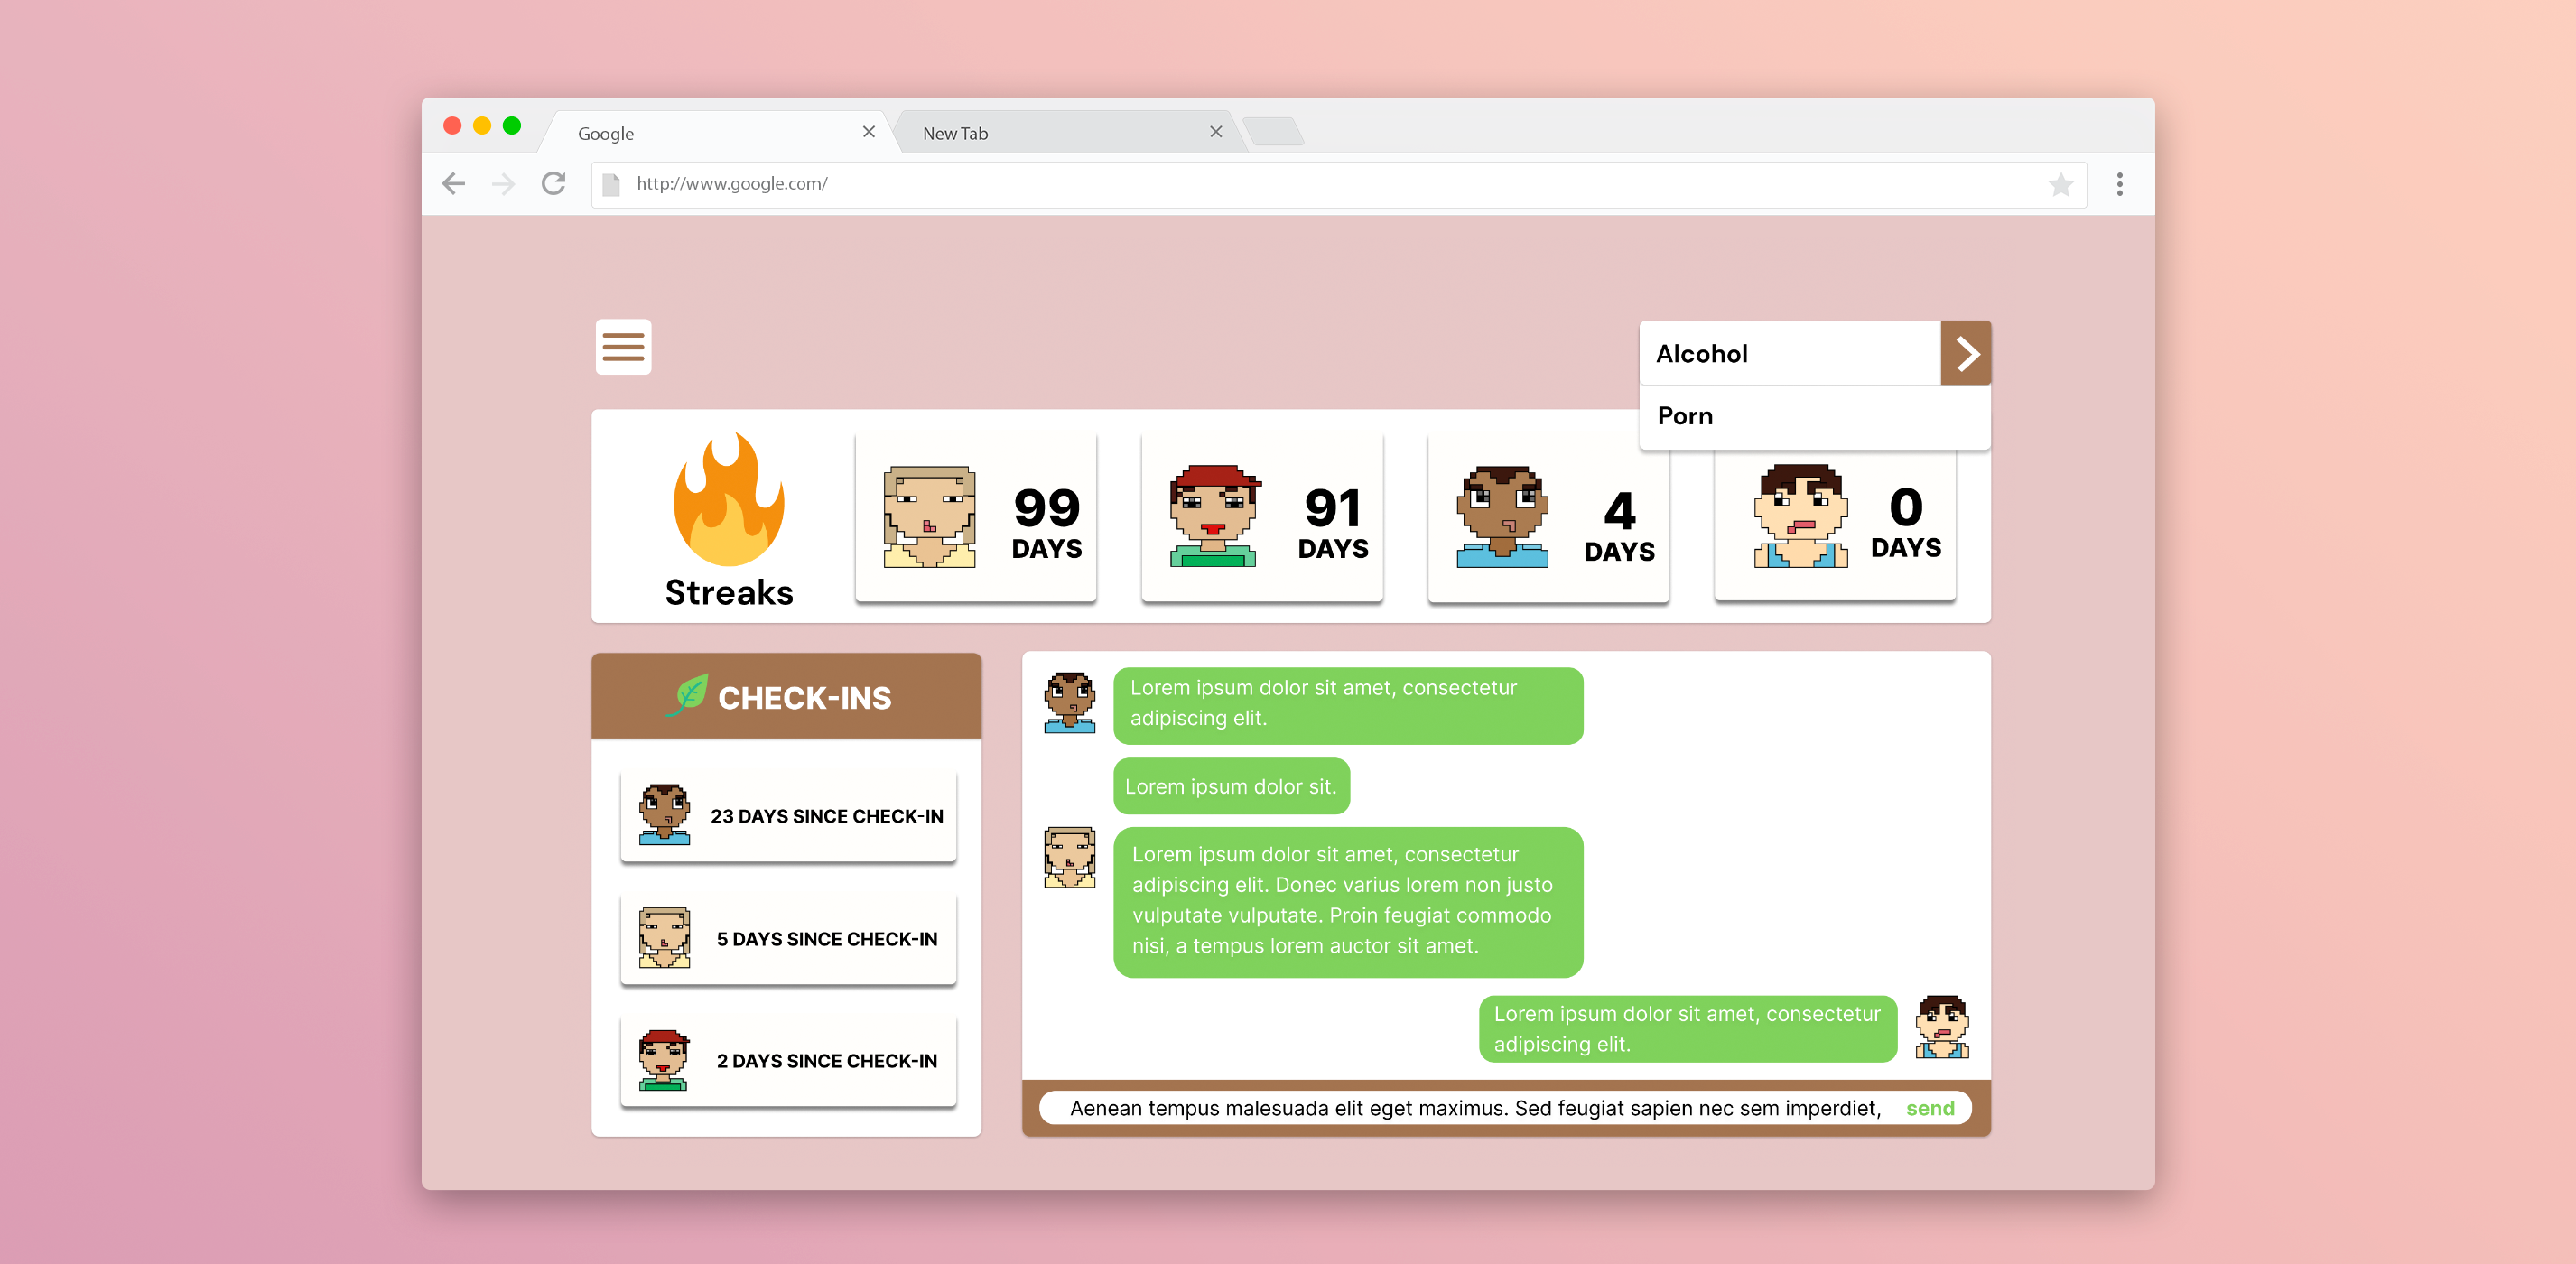 Google
New Tab
http://www.google.com/
Alcohol
Porn
Streaks
99
DAYS
91
DAYS
4
DAYS
0
DAYS
CHECK-INS
23 DAYS SINCE CHECK-IN
5 DAYS SINCE CHECK-IN
2 DAYS SINCE CHECK-IN
Lorem ipsum dolor sit amet, consectetur
adipiscing elit.
Lorem ipsum dolor sit.
Lorem ipsum dolor sit amet, consectetur
adipiscing elit. Donec varius lorem non justo
vulputate vulputate. Proin feugiat commodo
nisi, a tempus lorem auctor sit amet.
Lorem ipsum dolor sit amet, consectetur
adipiscing elit.
Aenean tempus malesuada elit eget maximus. Sed feugiat sapien nec sem imperdiet,
send